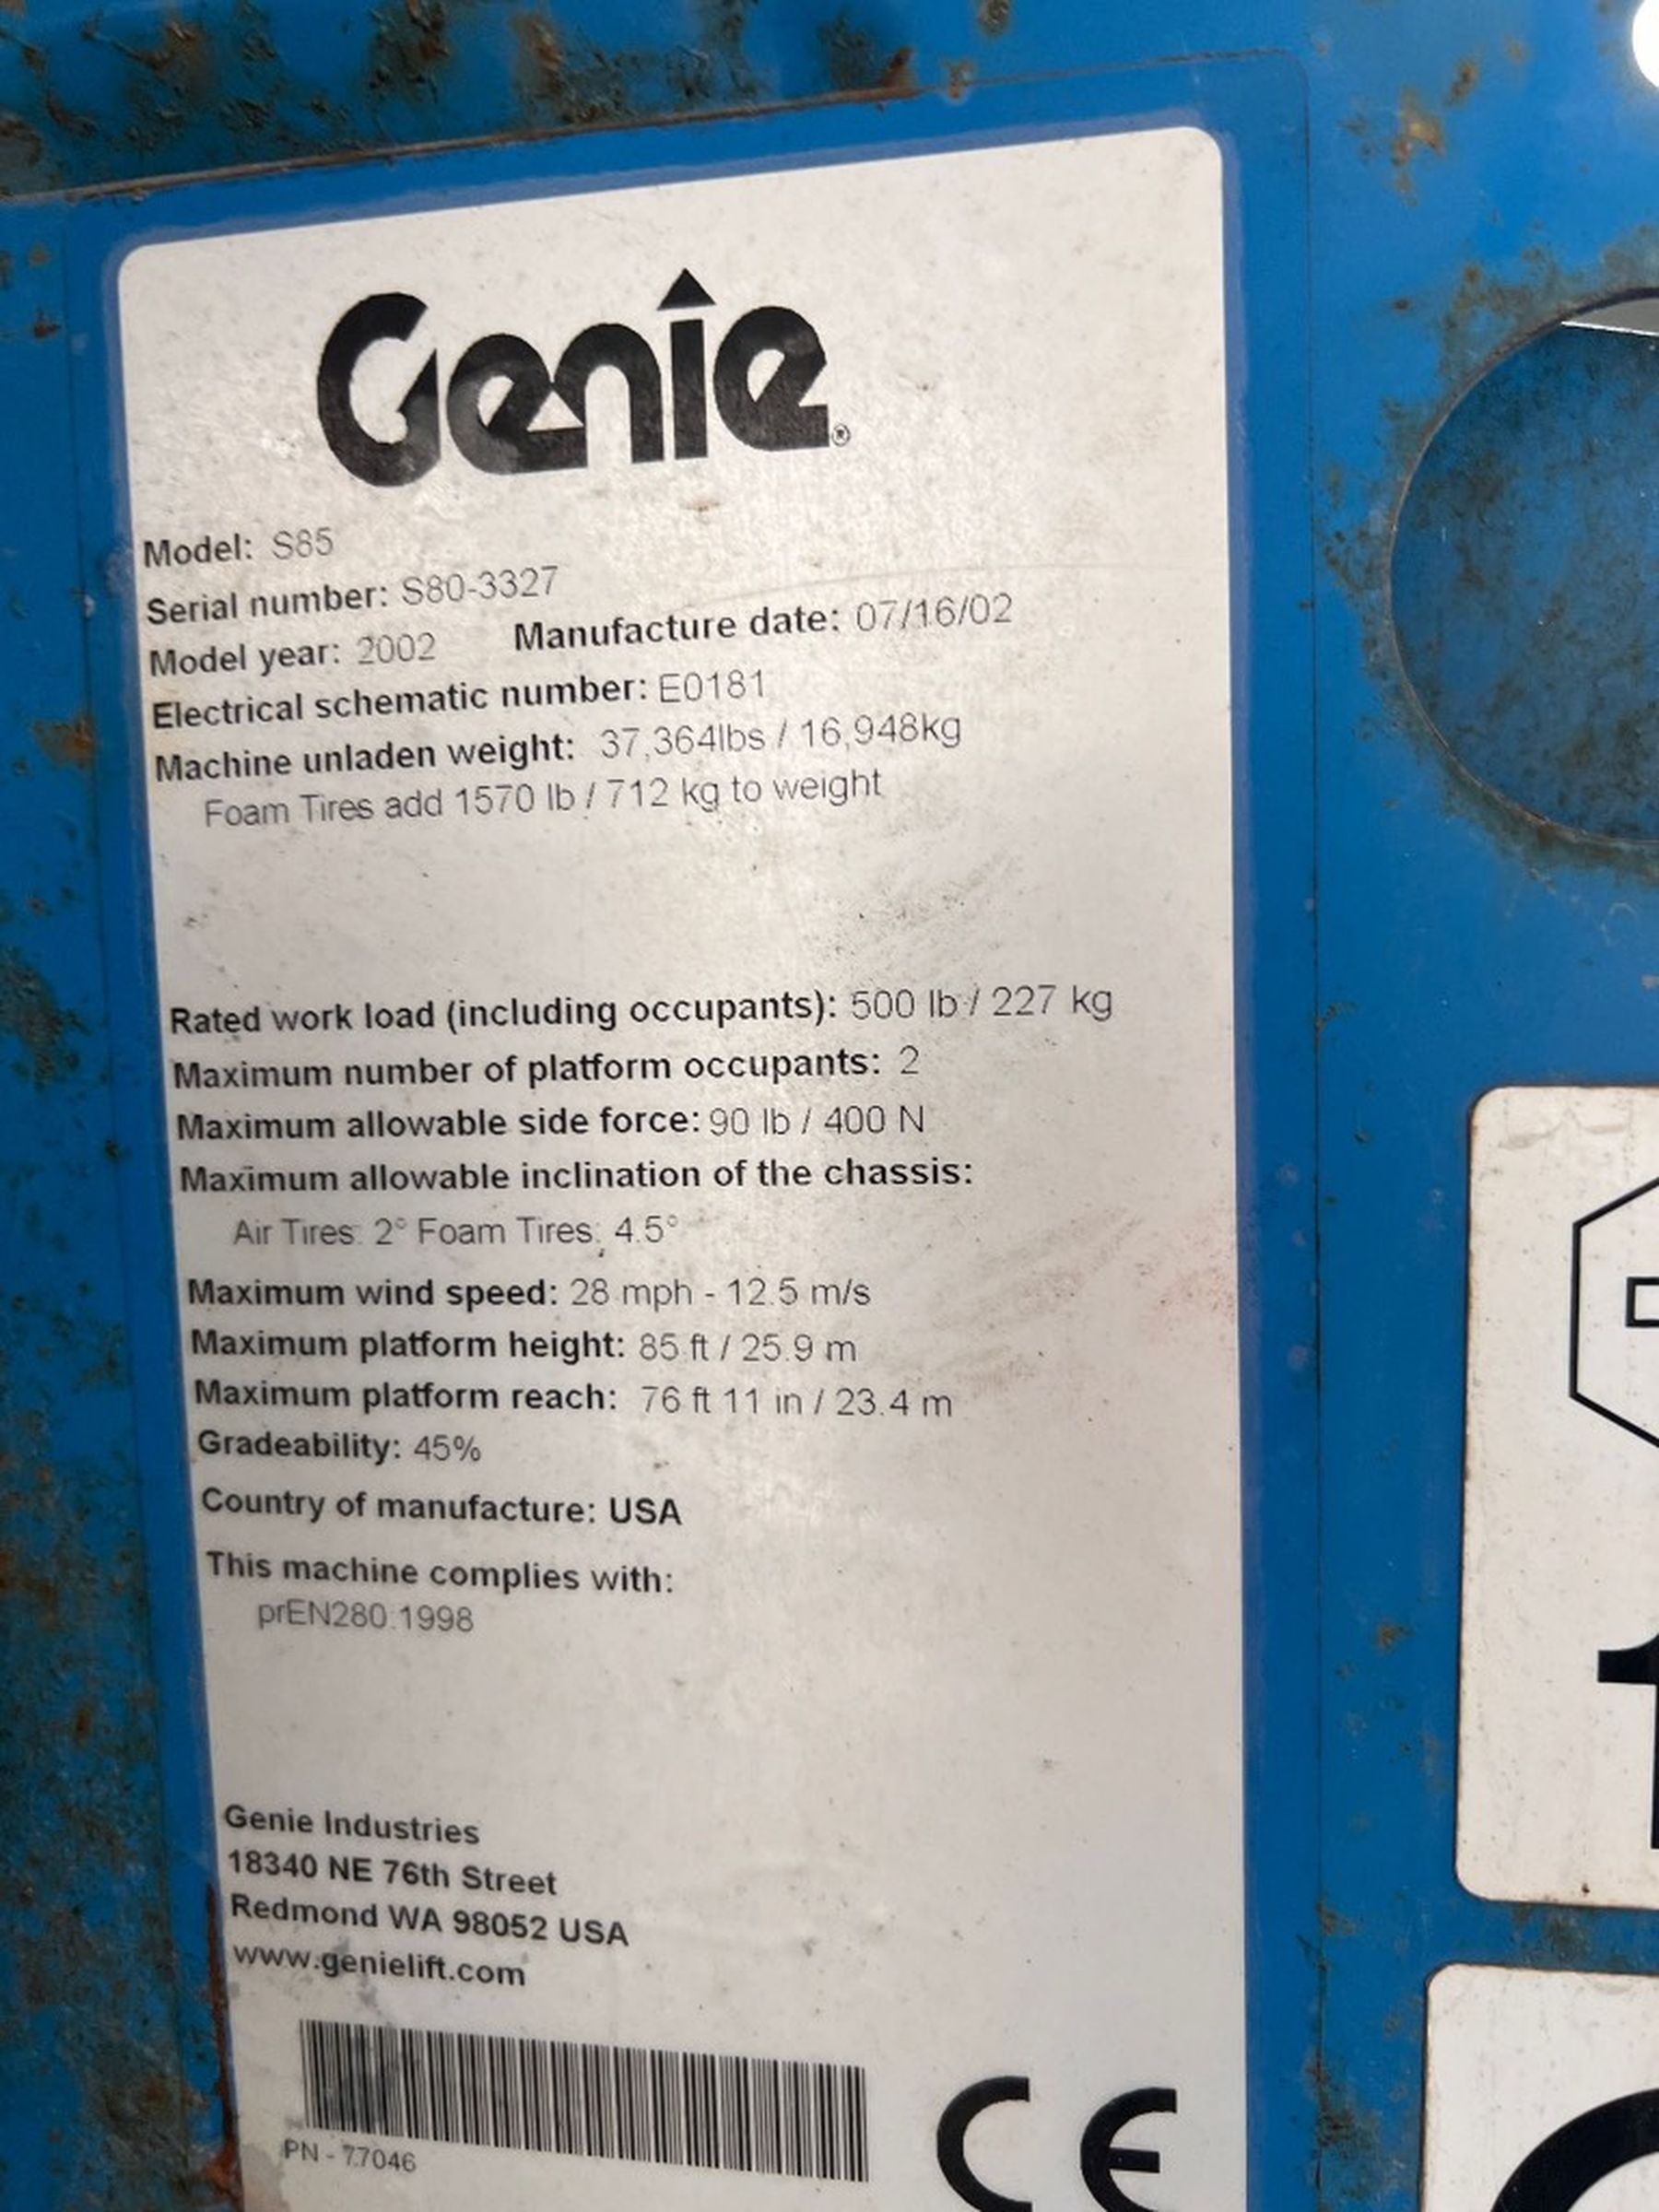 Genie®
Model: S85
Serial number: S80-3327
Model year: 2002 Manufacture date: 07/16/02
Electrical schematic number: E0181
Machine unladen weight: 37,364lbs / 16,948kg
Foam Tires add 1570 lb / 712 kg to weight
Rated work load (including occupants): 500 lb / 227 kg
Maximum number of platform occupants: 2
Maximum allowable side force: 90 lb / 400 N
Maximum allowable inclination of the chassis:
Air Tires: 2° Foam Tires: 4.5°
Maximum wind speed: 28 mph - 12.5 m/s
Maximum platform height: 85 ft / 25.9 m
Maximum platform reach: 76 ft 11 in / 23.4 m
Gradeability: 45%
Country of manufacture: USA
This machine complies with:
prEN280:1998
Genie Industries
18340 NE 76th Street
Redmond WA 98052 USA
www.genielift.com
PN - 77046
CE